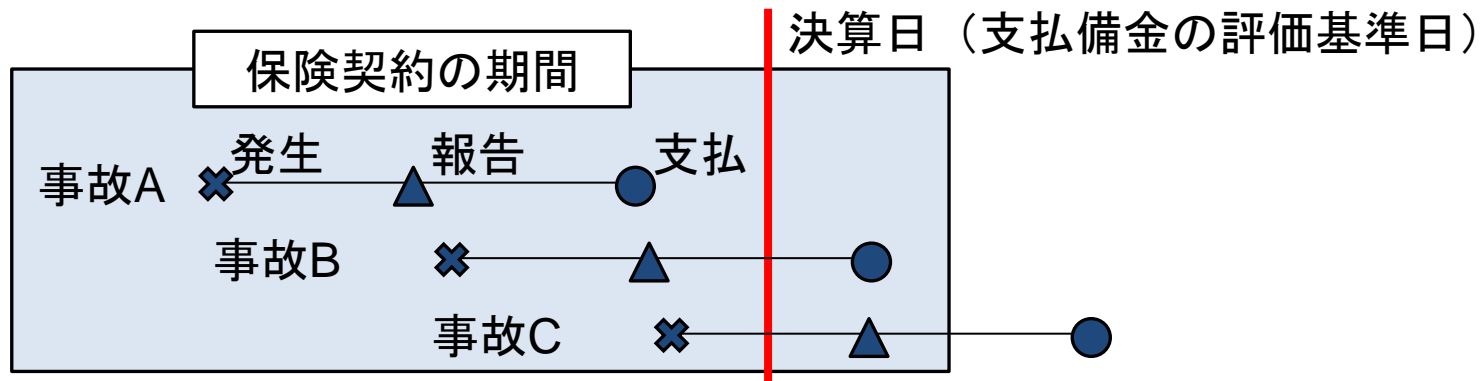 決算日（支払備金の評価基準日）
保険契約の期間
発生 報告 支払
事故A
事故B
事故C